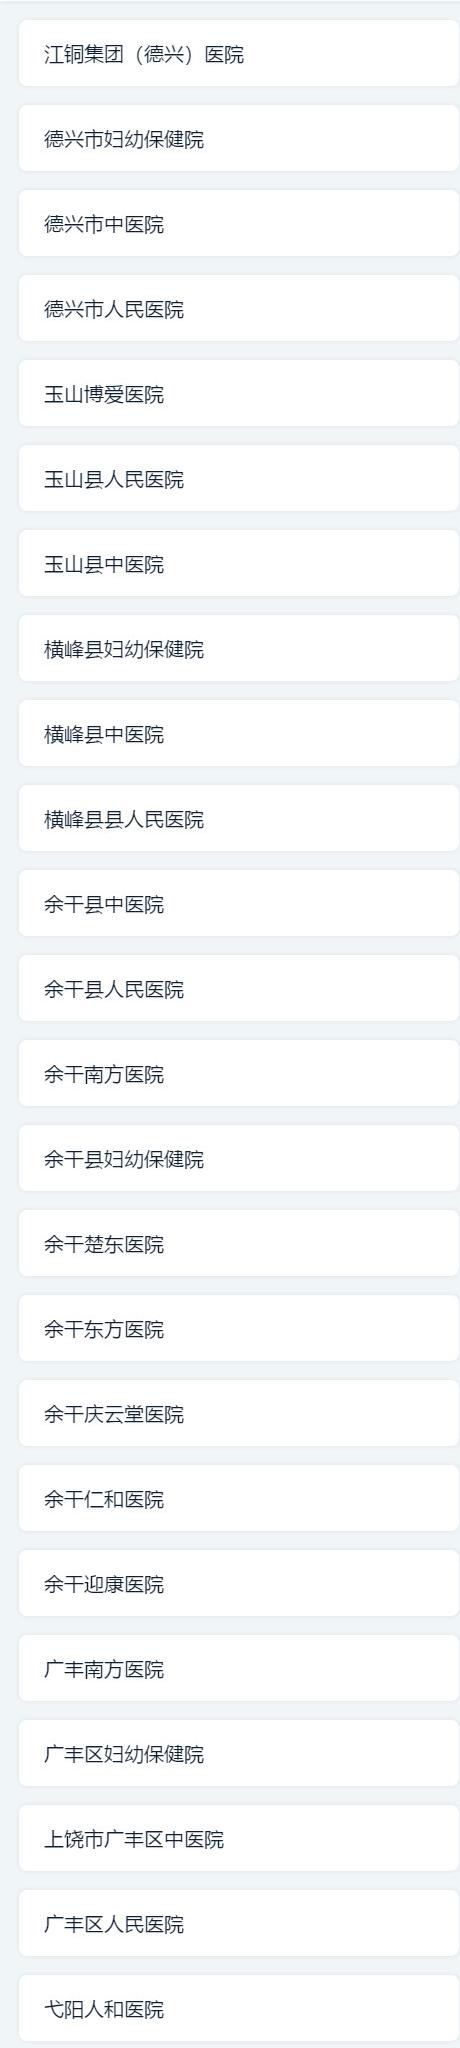 江铜集团（德兴）医院
德兴市妇幼保健院
德兴市中医院
德兴市人民医院
玉山博爱医院
玉山县人民医院
玉山县中医院
横峰县妇幼保健院
横峰县中医院
横峰县县人民医院
余干县中医院
余干县人民医院
余干南方医院
余干县妇幼保健院
余干楚东医院
余干东方医院
余干庆云堂医院
余干仁和医院
余干迎康医院
广丰南方医院
广丰区妇幼保健院
上饶市广丰区中医院
广丰区人民医院
弋阳人和医院